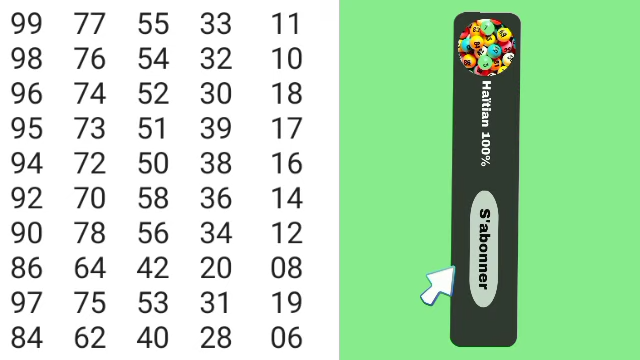 99 77 55 33 11
98 76 54 32 10
96 74 52 30 18
95 73 51 39 17
94 72 50 38 16
92 70 58 36 14
90 78 56 34 12
86 64 42 20 08
97 75 53 31 19
84 62 40 28 06
Haïtian 100%
S'abonner